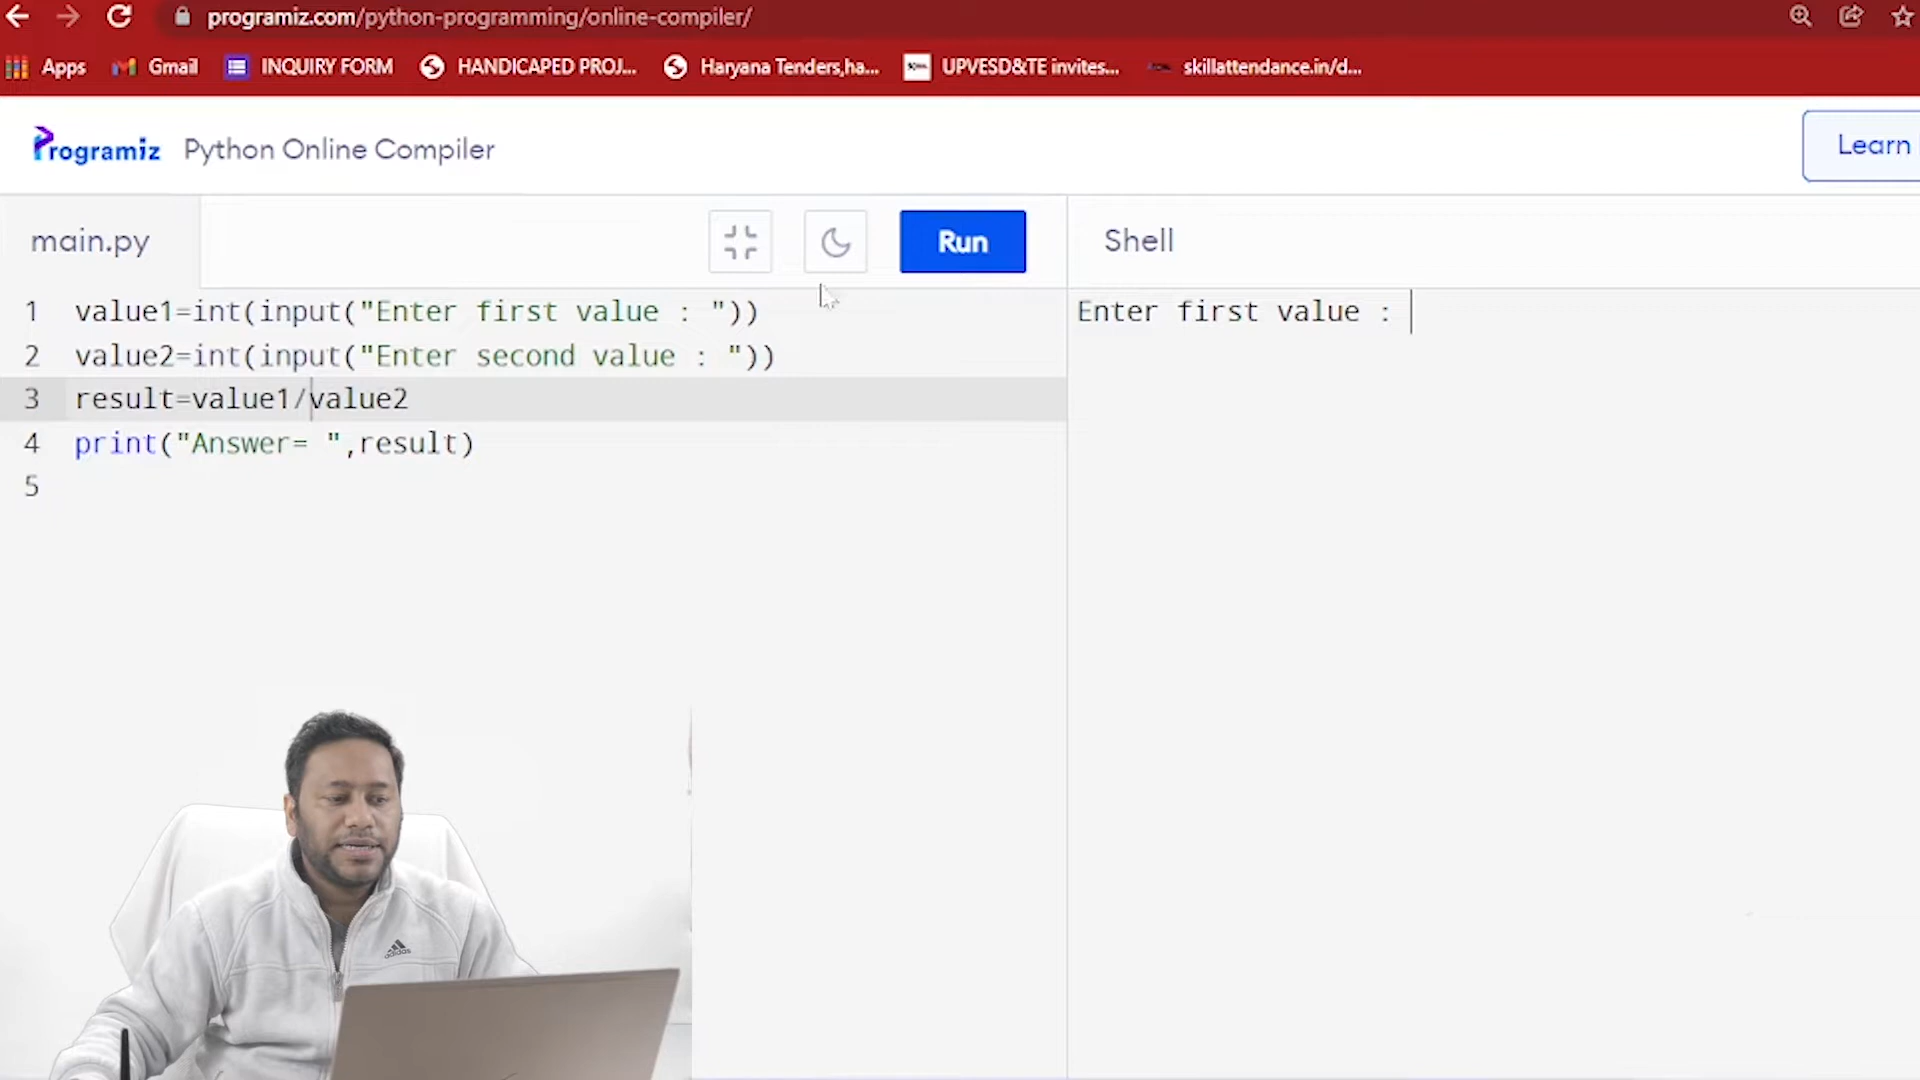 programiz.com/python-programming/online-compiler/
Apps Gmail INQUIRY FORM HANDICAPED PROJ... Haryana Tenders,ha... UPVESD&TE invites... skillattendance.in/d...
Programiz Python Online Compiler Learn
main.py Run Shell
1 value1=int(input("Enter first value : "))
2 value2=int(input("Enter second value : "))
3 result=value1/value2
4 print("Answer= ",result)
5
Enter first value :
adidas